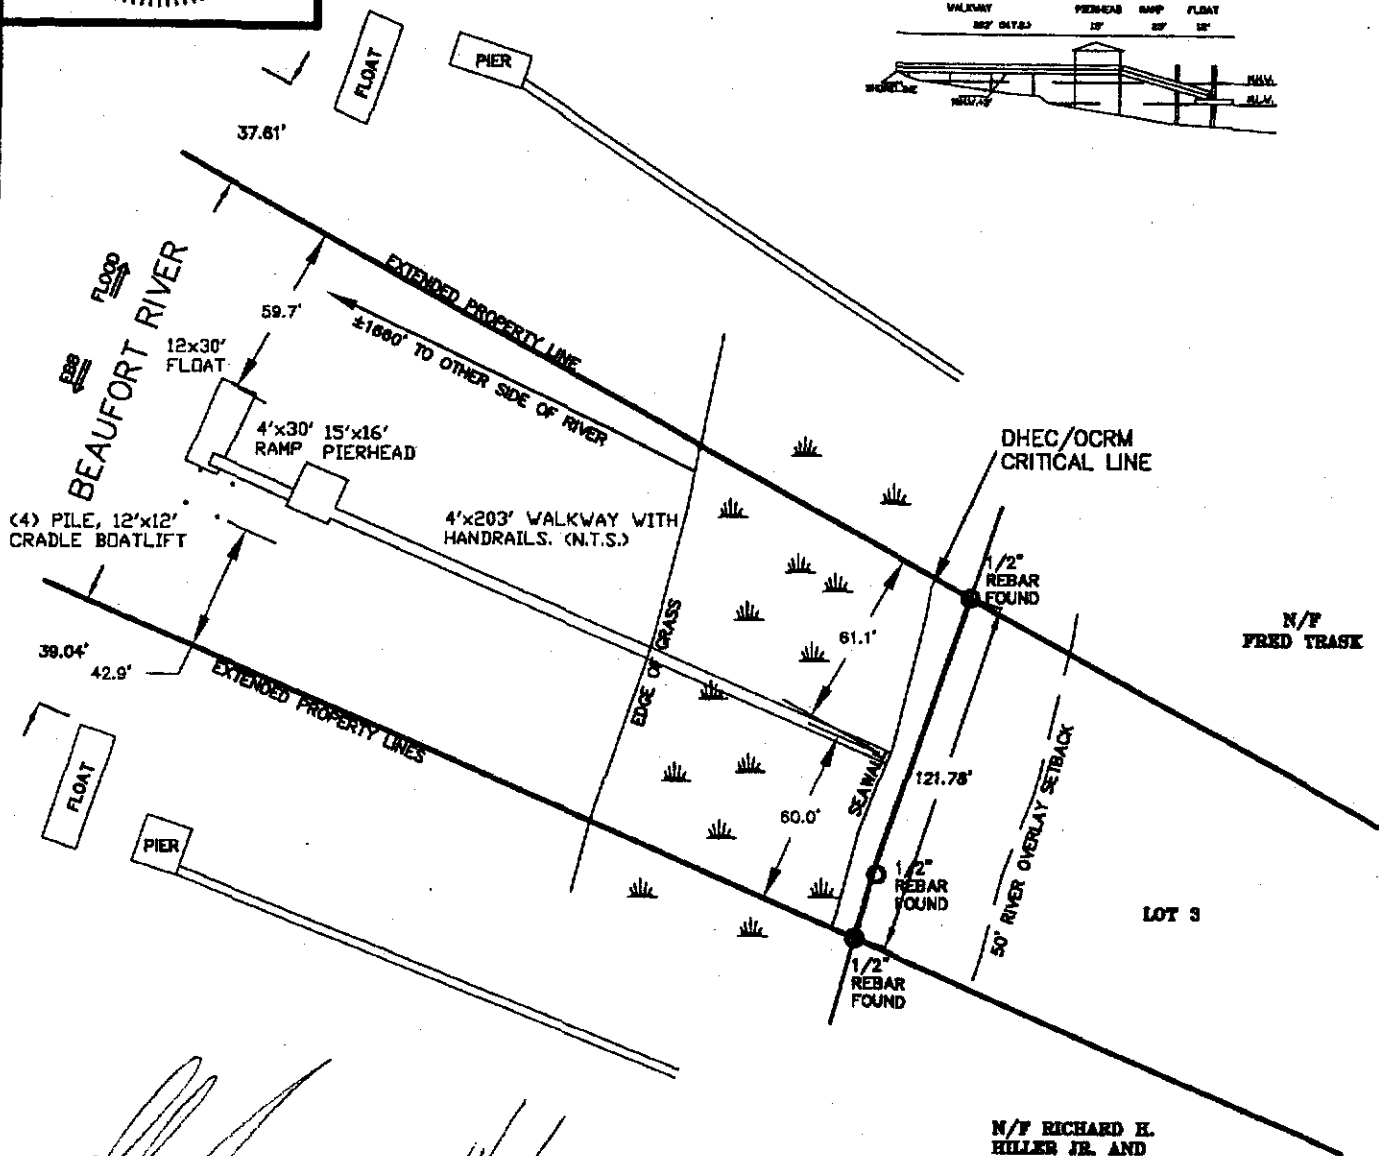 WALKWAY
PIERHEAD
RAMP
FLOAT
FLOAT
PIER
37.61'
EXTENDED PROPERTY LINE
FLOOD
BEAUFORT RIVER
EBB
59.7'
±1660' TO OTHER SIDE OF RIVER
12x30'
FLOAT
4'x30'
RAMP
15'x16'
PIERHEAD
DHEC/OCRM
CRITICAL LINE
(4) PILE, 12'x12'
CRADLE BOATLIFT
4'x203' WALKWAY WITH
HANDRAILS. (N.T.S.)
1/2"
REBAR
FOUND
N/F
FRED TRASK
EDGE OF GRASS
61.1'
39.04'
42.9'
EXTENDED PROPERTY LINES
SEAWALL
121.78'
50' RIVER OVERLAY SETBACK
FLOAT
60.0'
PIER
1/2"
REBAR
FOUND
LOT 3
1/2"
REBAR
FOUND
N/F RICHARD H.
HILLER JR. AND